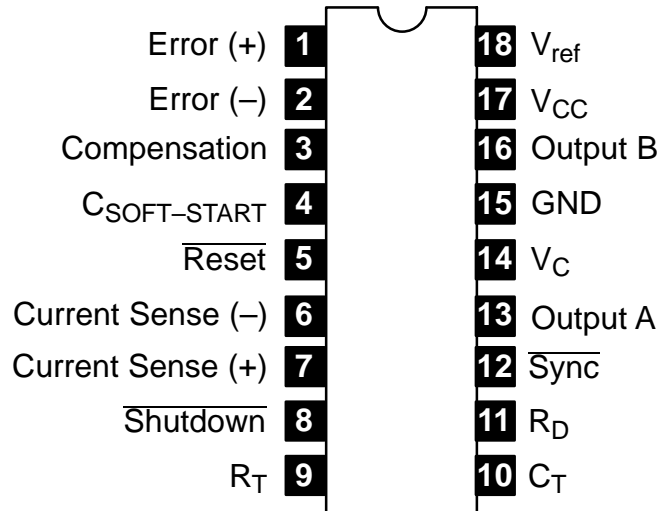 Error (+) 1 18 Vref
Error (–) 2 17 VCC
Compensation 3 16 Output B
CSOFT–START 4 15 GND
Reset 5 14 VC
Current Sense (–) 6 13 Output A
Current Sense (+) 7 12 Sync
Shutdown 8 11 RD
RT 9 10 CT